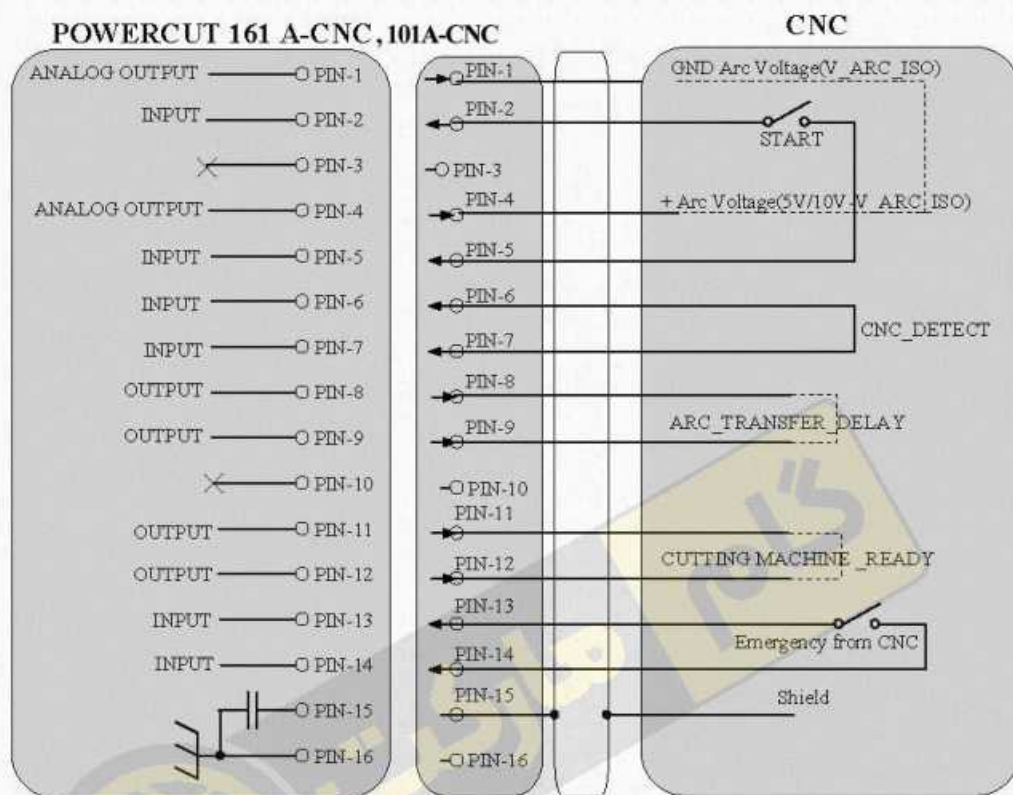 POWERCUT 161 A-CNC, 101A-CNC
CNC
ANALOG OUTPUT
PIN-1
PIN-1
GND Arc Voltage(V_ARC_ISO)
INPUT
PIN-2
PIN-2
START
PIN-3
PIN-3
ANALOG OUTPUT
PIN-4
PIN-4
+ Arc Voltage(5V/10V-V_ARC_ISO)
INPUT
PIN-5
PIN-5
INPUT
PIN-6
PIN-6
CNC_DETECT
INPUT
PIN-7
PIN-7
OUTPUT
PIN-8
PIN-8
ARC_TRANSFER_DELAY
OUTPUT
PIN-9
PIN-9
PIN-10
PIN-10
OUTPUT
PIN-11
PIN-11
CUTTING MACHINE _READY
OUTPUT
PIN-12
PIN-12
INPUT
PIN-13
PIN-13
Emergency from CNC
INPUT
PIN-14
PIN-14
PIN-15
PIN-15
Shield
PIN-16
PIN-16